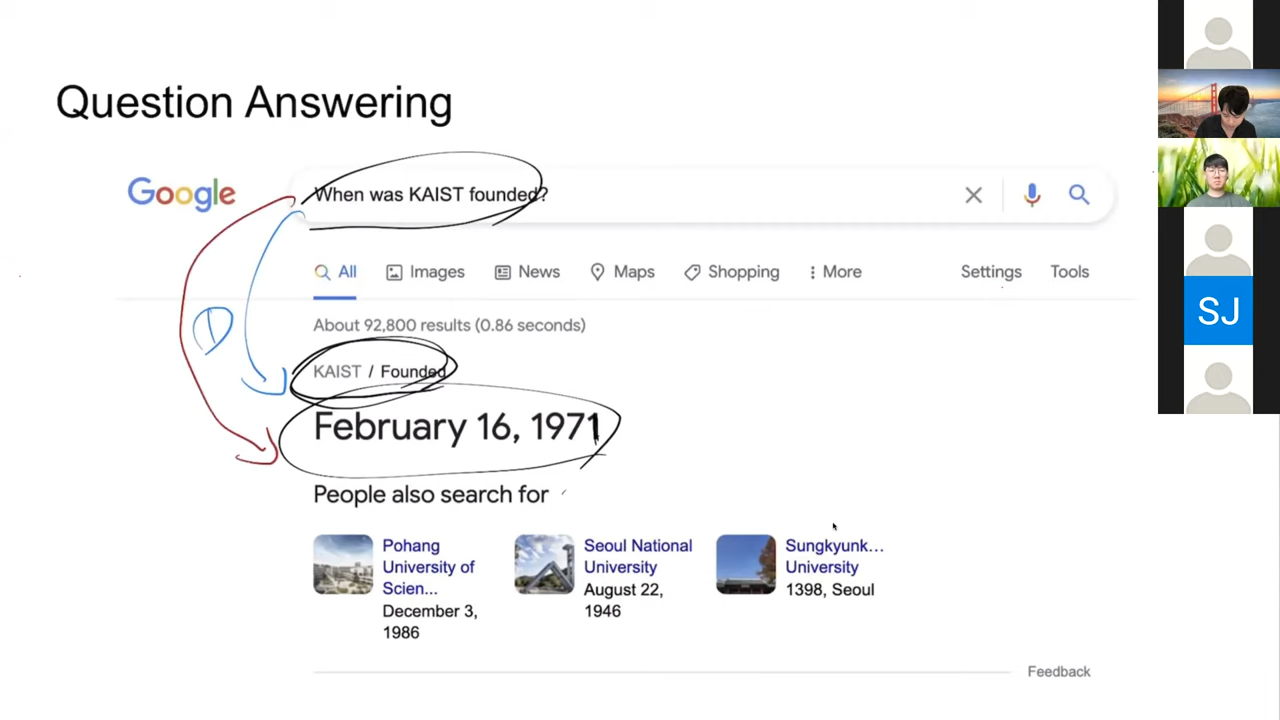 Question Answering
Google
When was KAIST founded?
All Images News Maps Shopping More Settings Tools
About 92,800 results (0.86 seconds)
①
KAIST / Founded
February 16, 1971
People also search for
Pohang
University of
Scien...
December 3,
1986
Seoul National
University
August 22,
1946
Sungkyunk...
University
1398, Seoul
Feedback
SJ